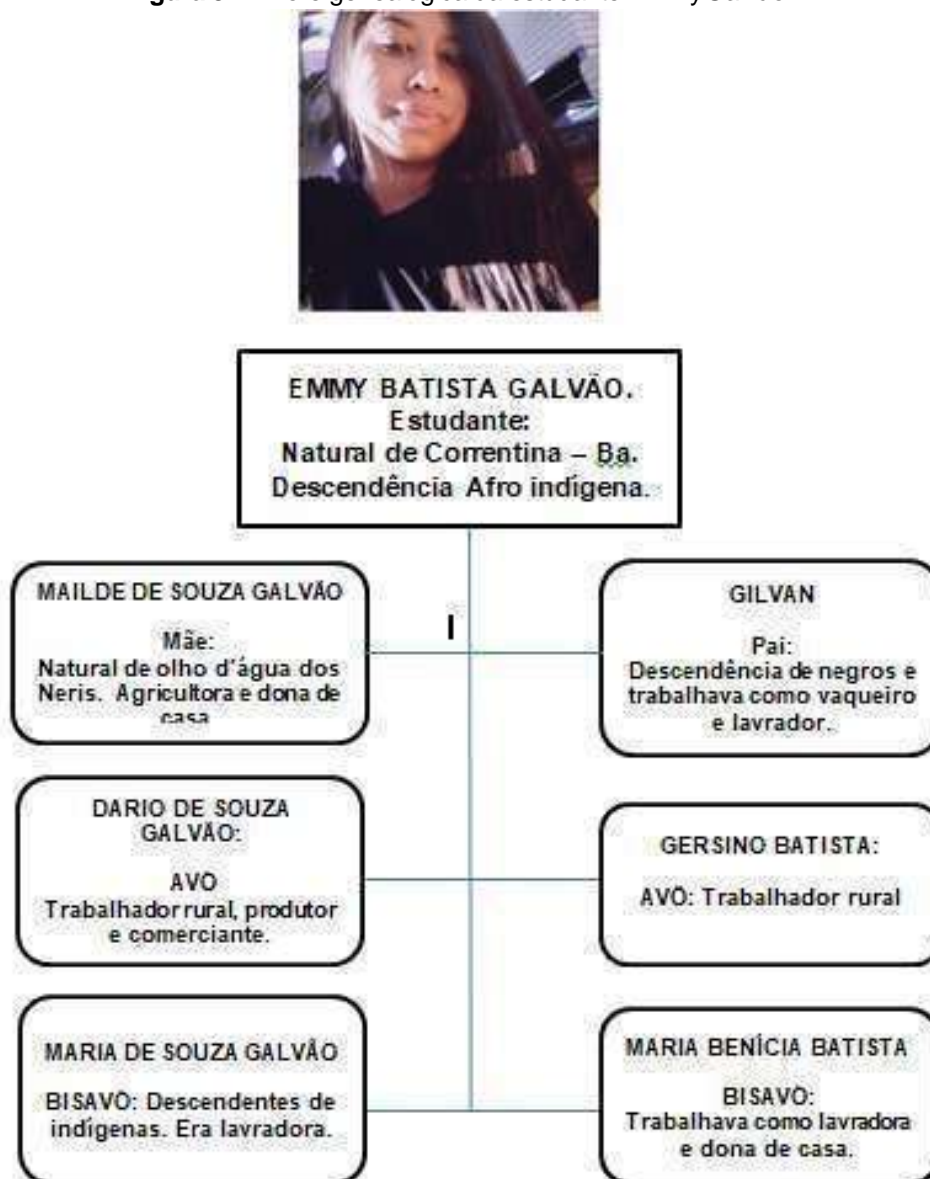 EMMY BATISTA GALVÃO.
Estudante:
Natural de Correntina – Ba.
Descendência Afro indígena.
MAILDE DE SOUZA GALVÃO
Mãe:
Natural de olho d'água dos
Neris. Agricultora e dona de
casa
I
GILVAN
Pai:
Descendência de negros e
trabalhava como vaqueiro
e lavrador.
DARIO DE SOUZA
GALVÃO:
AVÔ
Trabalhador rural, produtor
e comerciante.
GERSINO BATISTA:
AVÔ: Trabalhador rural
MARIA DE SOUZA GALVÃO
BISAVÓ: Descendentes de
indígenas. Era lavradora.
MARIA BENÍCIA BATISTA
BISAVÓ:
Trabalhava como lavradora
e dona de casa.